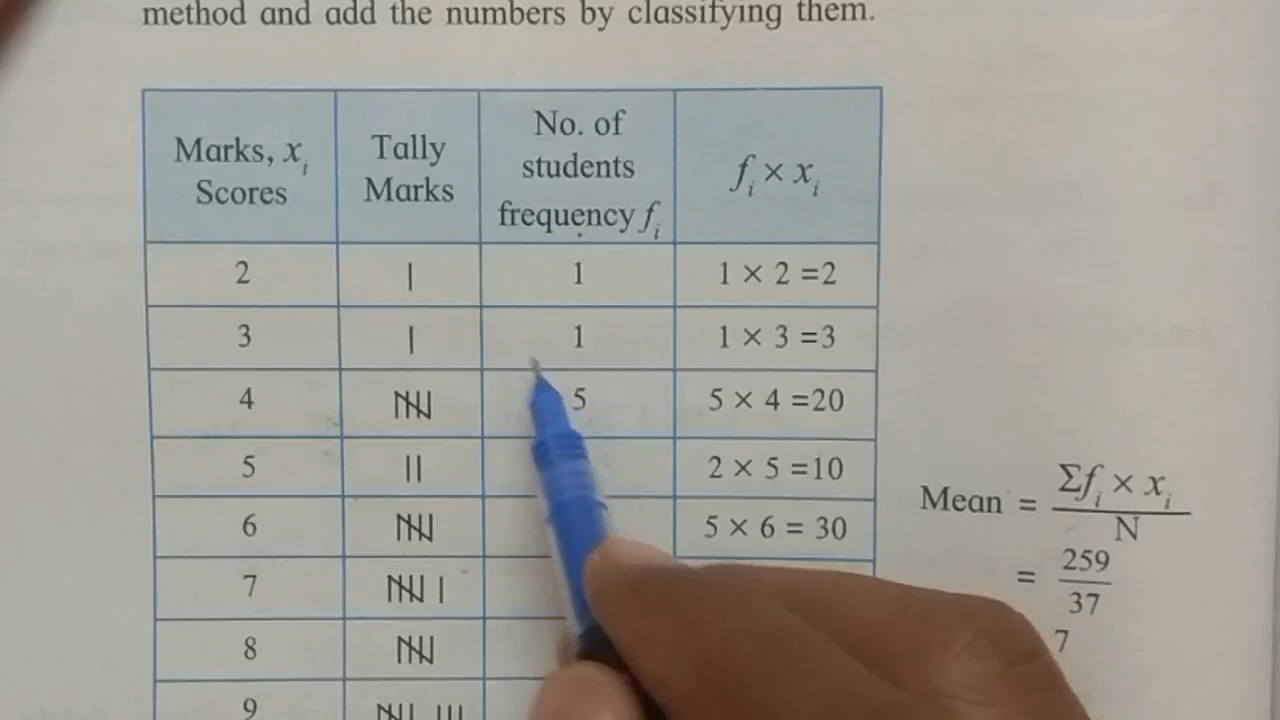 method and add the numbers by classifying them.
Marks, xᵢ Scores | Tally Marks | No. of students frequency fᵢ | fᵢ × xᵢ
2 | | 1 1 × 2 =2
3 | | 1 1 × 3 =3
4 | 5 5 × 4 =20
5 || 2 × 5 =10
6 5 × 6 = 30
7
8
9
Mean = Σfᵢ × xᵢ / N
= 259 / 37
7